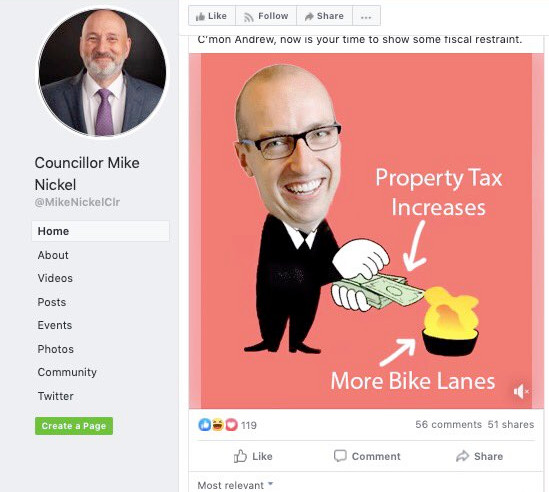 Like
Follow
Share
...
C'mon Andrew, now is your time to show some fiscal restraint.
Property Tax
Increases
More Bike Lanes
Councillor Mike
Nickel
@MikeNickelClr
Home
About
Videos
Posts
Events
Photos
Community
Twitter
Create a Page
119
56 comments 51 shares
Like
Comment
Share
Most relevant